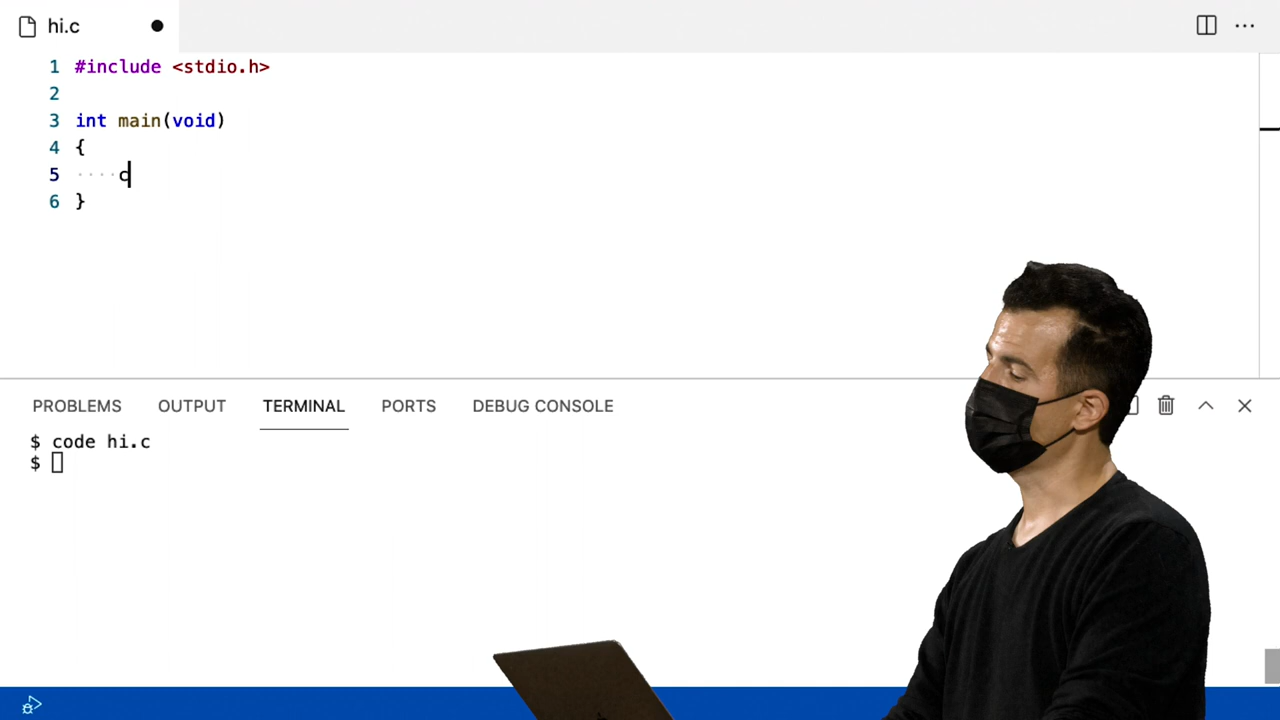 hi.c
1 #include <stdio.h>
2
3 int main(void)
4 {
5 ····c
6 }
PROBLEMS OUTPUT TERMINAL PORTS DEBUG CONSOLE
$ code hi.c
$